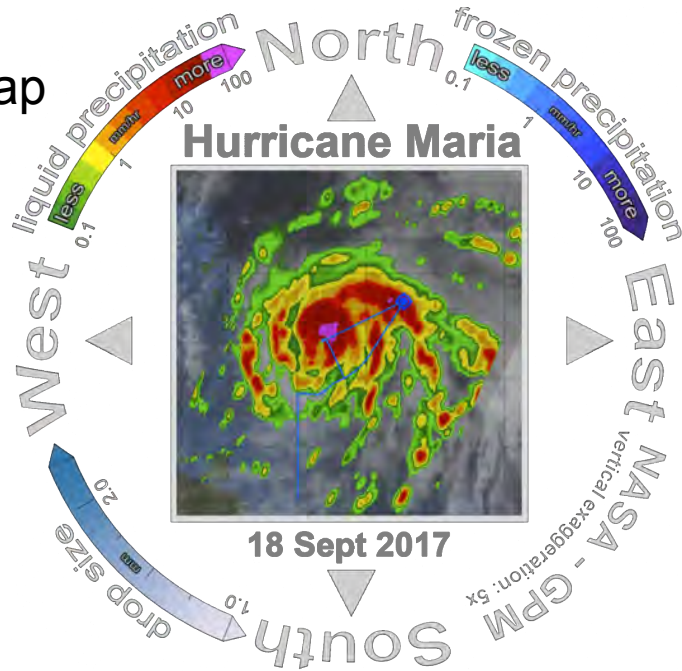 ap
North
liquid precipitation
less
mm/hr
more
0.1
1
10
100
frozen precipitation
less
mm/hr
more
0.1
1
10
100
Hurricane Maria
West
East
18 Sept 2017
drop size
2.0
mm
1.0
South
NASA - GPM
vertical exaggeration: 5x